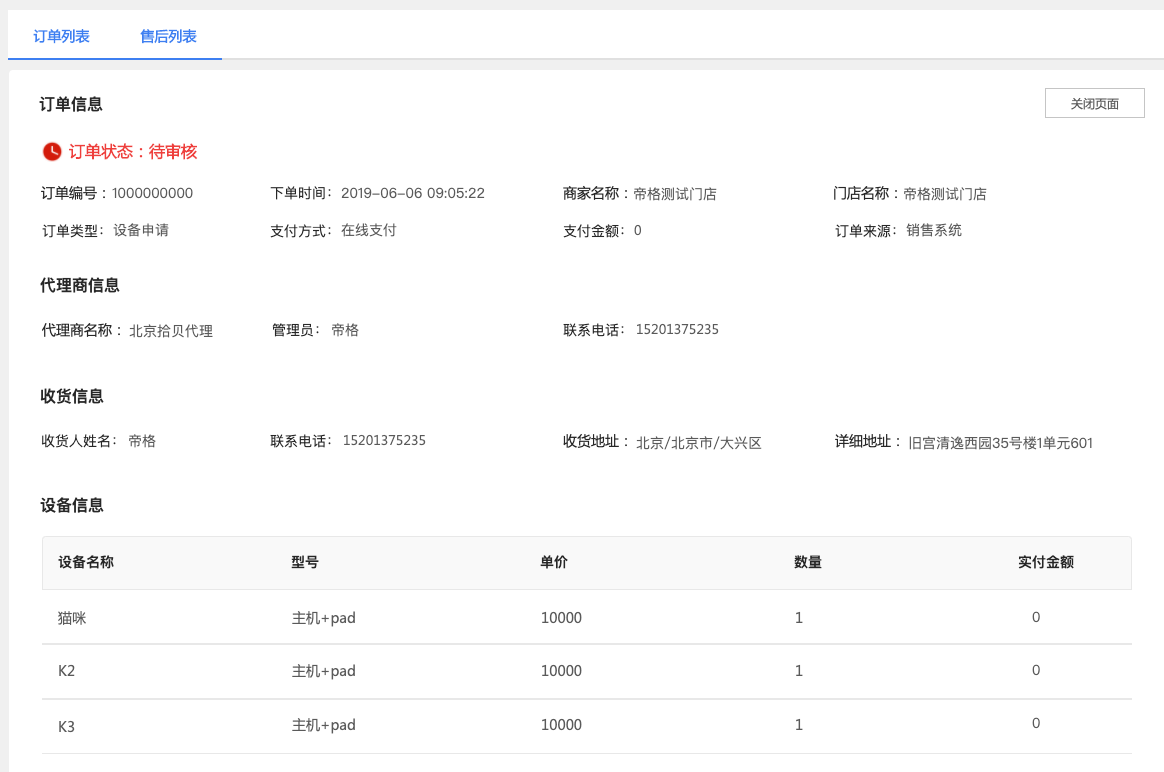 订单列表 售后列表
订单信息 关闭页面
订单状态：待审核
订单编号：1000000000 下单时间： 2019-06-06 09:05:22 商家名称：帝格测试门店 门店名称：帝格测试门店
订单类型： 设备申请 支付方式： 在线支付 支付金额： 0 订单来源： 销售系统
代理商信息
代理商名称： 北京拾贝代理 管理员： 帝格 联系电话： 15201375235
收货信息
收货人姓名： 帝格 联系电话： 15201375235 收货地址： 北京/北京市/大兴区 详细地址： 旧宫清逸西园35号楼1单元601
设备信息
设备名称 型号 单价 数量 实付金额
猫咪 主机+pad 10000 1 0
K2 主机+pad 10000 1 0
K3 主机+pad 10000 1 0